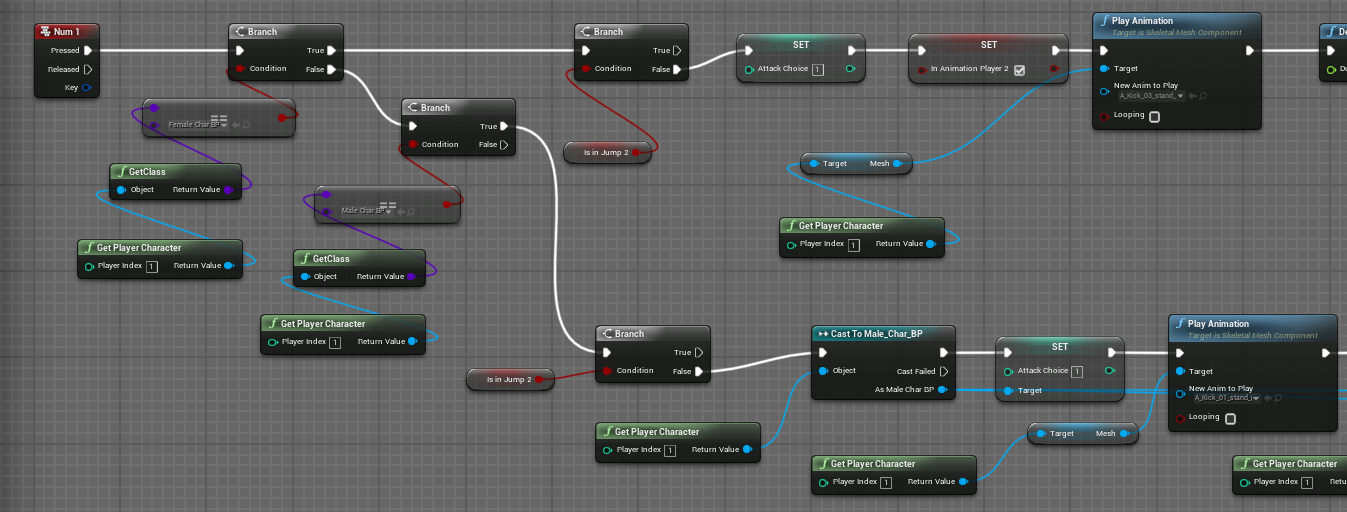 Num 1
Pressed
Released
Key
Branch
True
Condition
False
Branch
True
Condition
False
SET
Attack Choice 1
SET
In Animation Player 2
Play Animation
Target is Skeletal Mesh Component
Target
New Anim to Play
A_Kick_03_stand_
Looping
De
==
Female Char BP
Branch
True
Condition
False
Is in Jump 2
Target Mesh
GetClass
Object Return Value
==
Male Char BP
Get Player Character
Player Index 1 Return Value
Get Player Character
Player Index 1 Return Value
GetClass
Object Return Value
Get Player Character
Player Index 1 Return Value
Branch
True
Condition
False
Is in Jump 2
Cast To Male_Char_BP
Object
Cast Failed
As Male Char BP
SET
Attack Choice 1
Target
Play Animation
Target is Skeletal Mesh Component
Target
New Anim to Play
A_Kick_01_stand_
Looping
Get Player Character
Player Index 1 Return Value
Target Mesh
Get Player Character
Player Index 1 Return Value
Get Player Character
Player Index 1 Retu